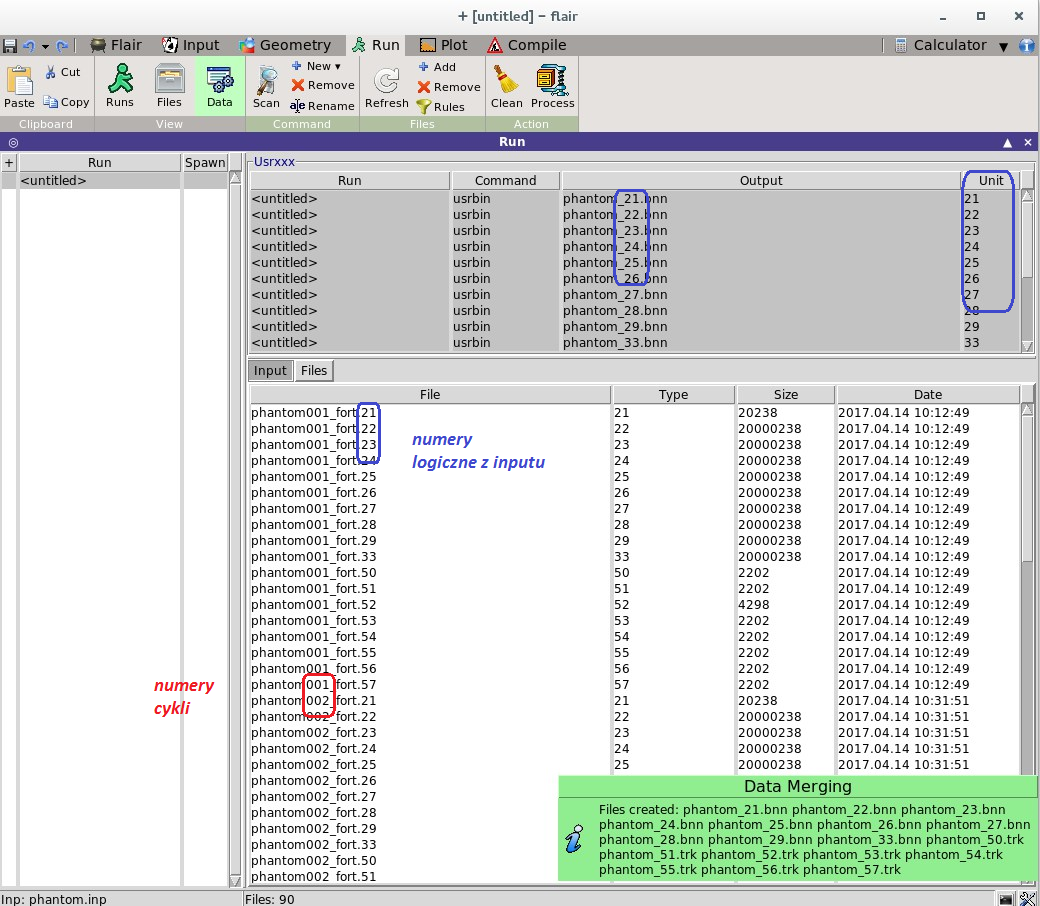 + [untitled] − flair
Flair Input Geometry Run Plot Compile Calculator
Paste Cut Copy Runs Files Data Scan New Remove Rename Refresh Add Remove Rules Clean Process
Clipboard View Command Files Action
Run
+ Run Spawn
<untitled>
Usrxxx
Run Command Output Unit
<untitled> usrbin phantom_21.bnn 21
<untitled> usrbin phantom_22.bnn 22
<untitled> usrbin phantom_23.bnn 23
<untitled> usrbin phantom_24.bnn 24
<untitled> usrbin phantom_25.bnn 25
<untitled> usrbin phantom_26.bnn 26
<untitled> usrbin phantom_27.bnn 27
<untitled> usrbin phantom_28.bnn 28
<untitled> usrbin phantom_29.bnn 29
<untitled> usrbin phantom_33.bnn 33
Input Files
File Type Size Date
phantom001_fort.21 21 20238 2017.04.14 10:12:49
phantom001_fort.22 22 20000238 2017.04.14 10:12:49
phantom001_fort.23 23 20000238 2017.04.14 10:12:49
phantom001_fort.24 24 20000238 2017.04.14 10:12:49
phantom001_fort.25 25 20000238 2017.04.14 10:12:49
phantom001_fort.26 26 20000238 2017.04.14 10:12:49
phantom001_fort.27 27 20000238 2017.04.14 10:12:49
phantom001_fort.28 28 20000238 2017.04.14 10:12:49
phantom001_fort.29 29 20000238 2017.04.14 10:12:49
phantom001_fort.33 33 20000238 2017.04.14 10:12:49
phantom001_fort.50 50 2202 2017.04.14 10:12:49
phantom001_fort.51 51 2202 2017.04.14 10:12:49
phantom001_fort.52 52 4298 2017.04.14 10:12:49
phantom001_fort.53 53 2202 2017.04.14 10:12:49
phantom001_fort.54 54 2202 2017.04.14 10:12:49
phantom001_fort.55 55 2202 2017.04.14 10:12:49
phantom001_fort.56 56 2202 2017.04.14 10:12:49
phantom001_fort.57 57 2202 2017.04.14 10:12:49
phantom002_fort.21 21 20238 2017.04.14 10:31:51
phantom002_fort.22 22 20000238 2017.04.14 10:31:51
phantom002_fort.23 23 20000238 2017.04.14 10:31:51
phantom002_fort.24 24 20000238 2017.04.14 10:31:51
phantom002_fort.25 25 20000238 2017.04.14 10:31:51
phantom002_fort.26
phantom002_fort.27
phantom002_fort.28
phantom002_fort.29
phantom002_fort.33
phantom002_fort.50
phantom002_fort.51
numery
logiczne z inputu
numery
cykli
Data Merging
Files created: phantom_21.bnn phantom_22.bnn phantom_23.bnn
phantom_24.bnn phantom_25.bnn phantom_26.bnn phantom_27.bnn
phantom_28.bnn phantom_29.bnn phantom_33.bnn phantom_50.trk
phantom_51.trk phantom_52.trk phantom_53.trk phantom_54.trk
phantom_55.trk phantom_56.trk phantom_57.trk
Inp: phantom.inp Files: 90